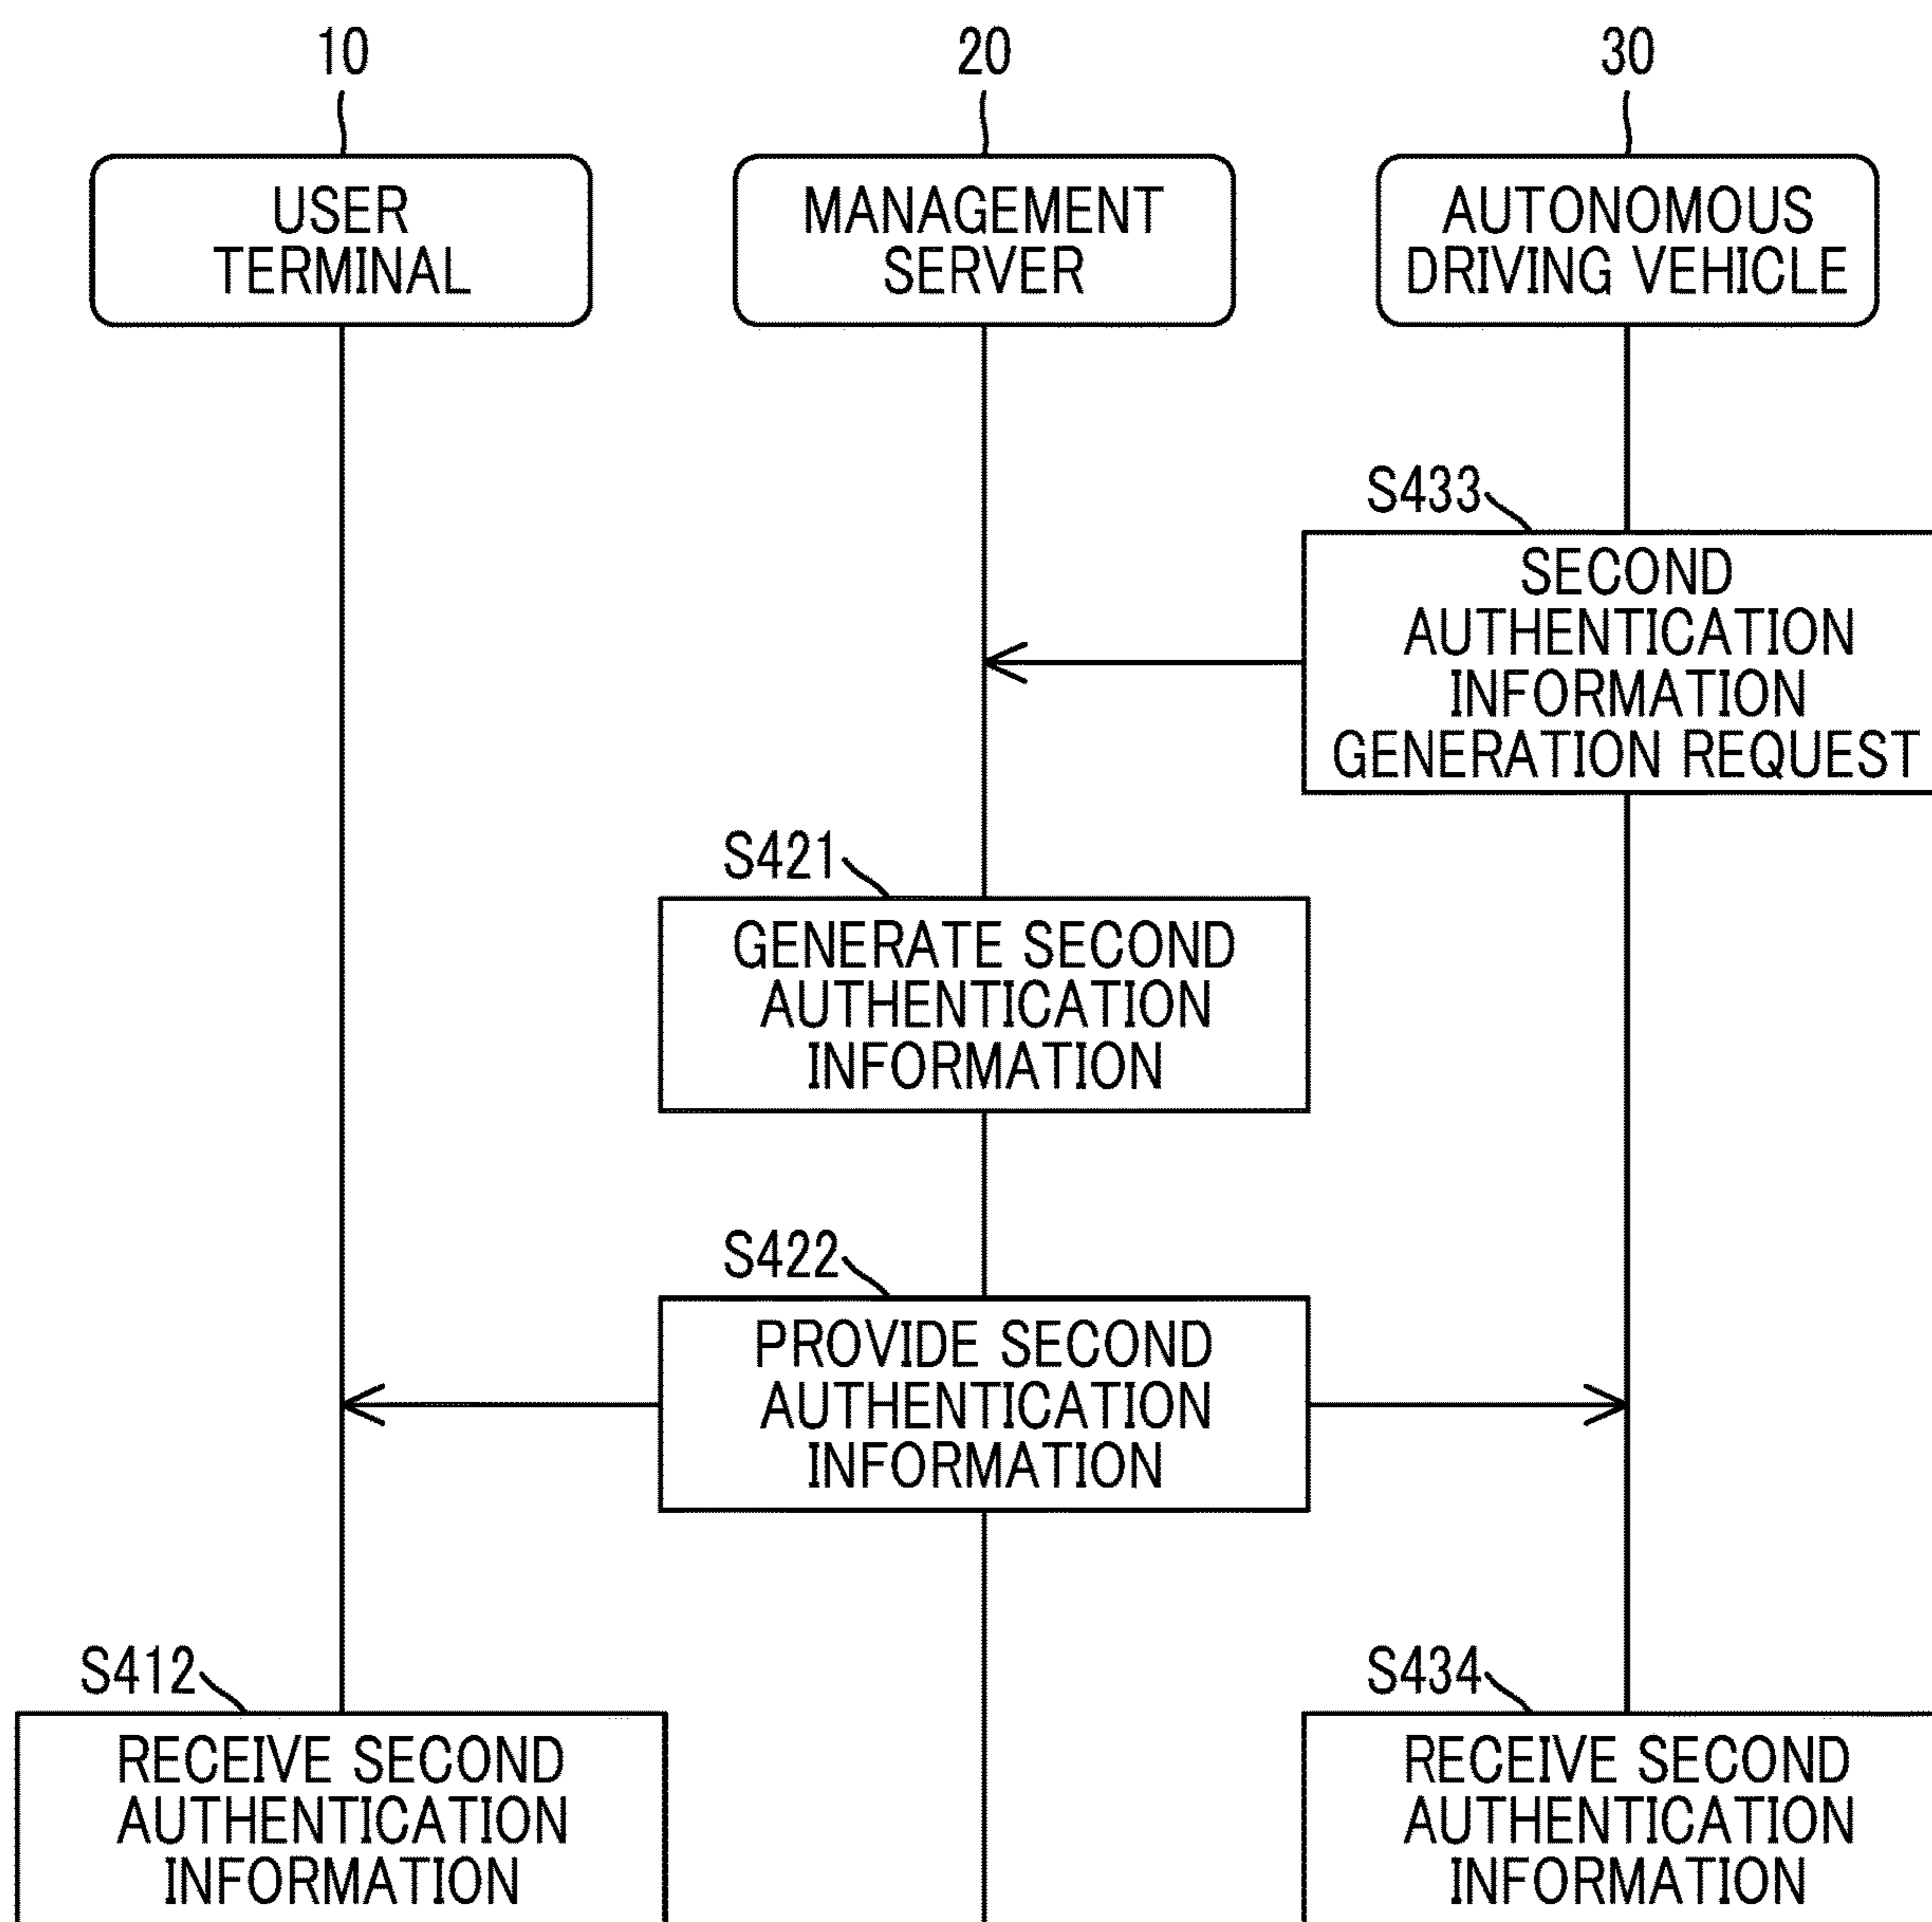 10
20
30
USER
TERMINAL
MANAGEMENT
SERVER
AUTONOMOUS
DRIVING VEHICLE
S433
SECOND
AUTHENTICATION
INFORMATION
GENERATION REQUEST
S421
GENERATE SECOND
AUTHENTICATION
INFORMATION
S422
PROVIDE SECOND
AUTHENTICATION
INFORMATION
S412
RECEIVE SECOND
AUTHENTICATION
INFORMATION
S434
RECEIVE SECOND
AUTHENTICATION
INFORMATION